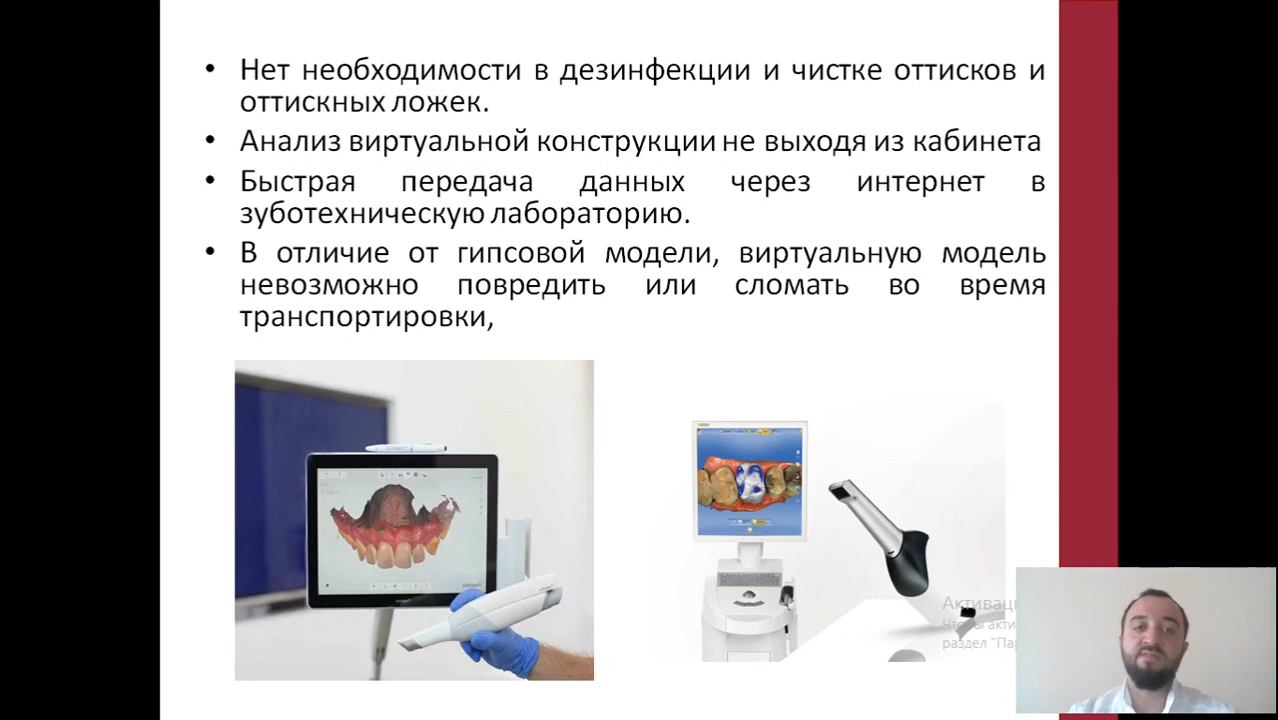 • Нет необходимости в дезинфекции и чистке оттисков и
оттискных ложек.
• Анализ виртуальной конструкции не выходя из кабинета
• Быстрая передача данных через интернет в
зуботехническую лабораторию.
• В отличие от гипсовой модели, виртуальную модель
невозможно повредить или сломать во время
транспортировки,
раздел